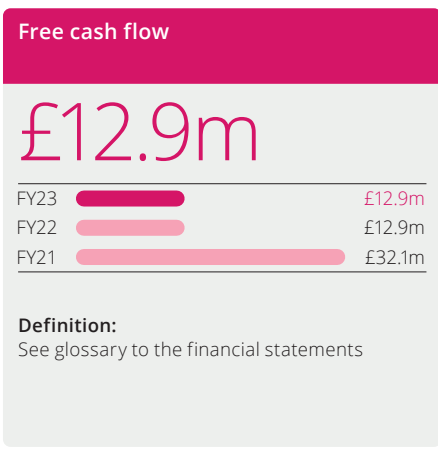 Free cash flow
£12.9m
FY23 £12.9m
FY22 £12.9m
FY21 £32.1m
Definition:
See glossary to the financial statements